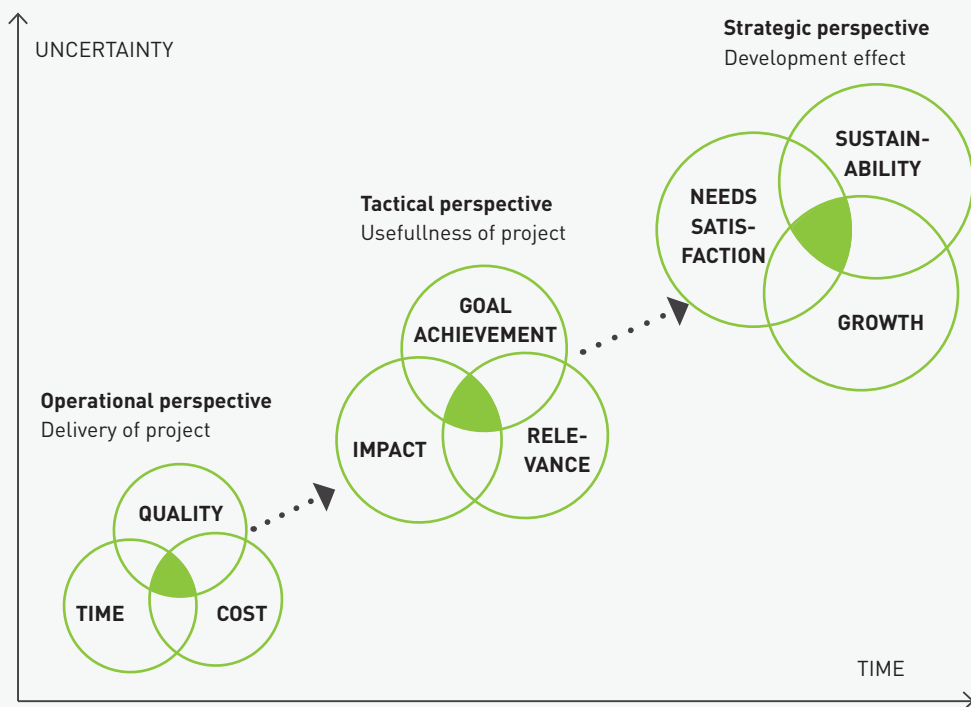 UNCERTAINTY
Strategic perspective
Development effect
SUSTAIN-
ABILITY
NEEDS
SATIS-
FACTION
GROWTH
Tactical perspective
Usefullness of project
GOAL
ACHIEVEMENT
IMPACT
RELE-
VANCE
Operational perspective
Delivery of project
QUALITY
TIME
COST
TIME